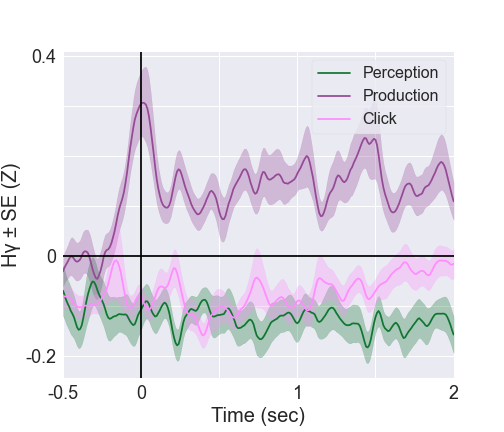 Hγ ± SE (Z)
0.4
0
-0.2
Perception
Production
Click
-0.5
0
1
2
Time (sec)